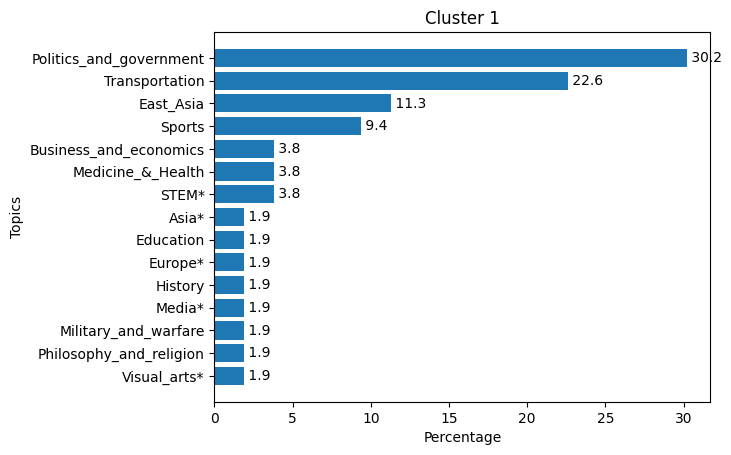 Cluster 1
Topics
Politics_and_government 30.2
Transportation 22.6
East_Asia 11.3
Sports 9.4
Business_and_economics 3.8
Medicine_&_Health 3.8
STEM* 3.8
Asia* 1.9
Education 1.9
Europe* 1.9
History 1.9
Media* 1.9
Military_and_warfare 1.9
Philosophy_and_religion 1.9
Visual_arts* 1.9
0 5 10 15 20 25 30
Percentage